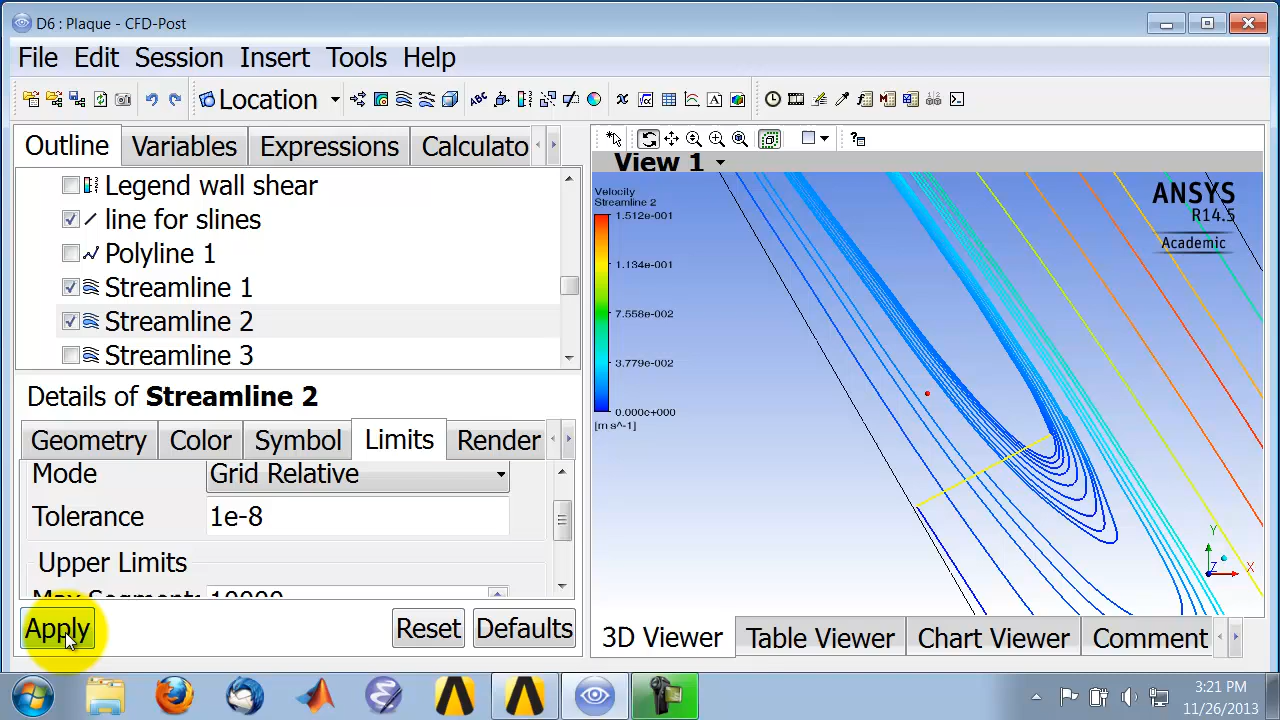 D6 : Plaque - CFD-Post
File Edit Session Insert Tools Help
Location
Outline Variables Expressions Calculato
Legend wall shear
line for slines
Polyline 1
Streamline 1
Streamline 2
Streamline 3
Details of Streamline 2
Geometry Color Symbol Limits Render
Mode Grid Relative
Tolerance 1e-8
Upper Limits
Max Segments 10000
Apply Reset Defaults
View 1
Velocity
Streamline 2
1.512e-001
1.134e-001
7.558e-002
3.779e-002
0.000e+000
[m s^-1]
ANSYS
R14.5
Academic
Y
Z X
3D Viewer Table Viewer Chart Viewer Comment
3:21 PM
11/26/2013